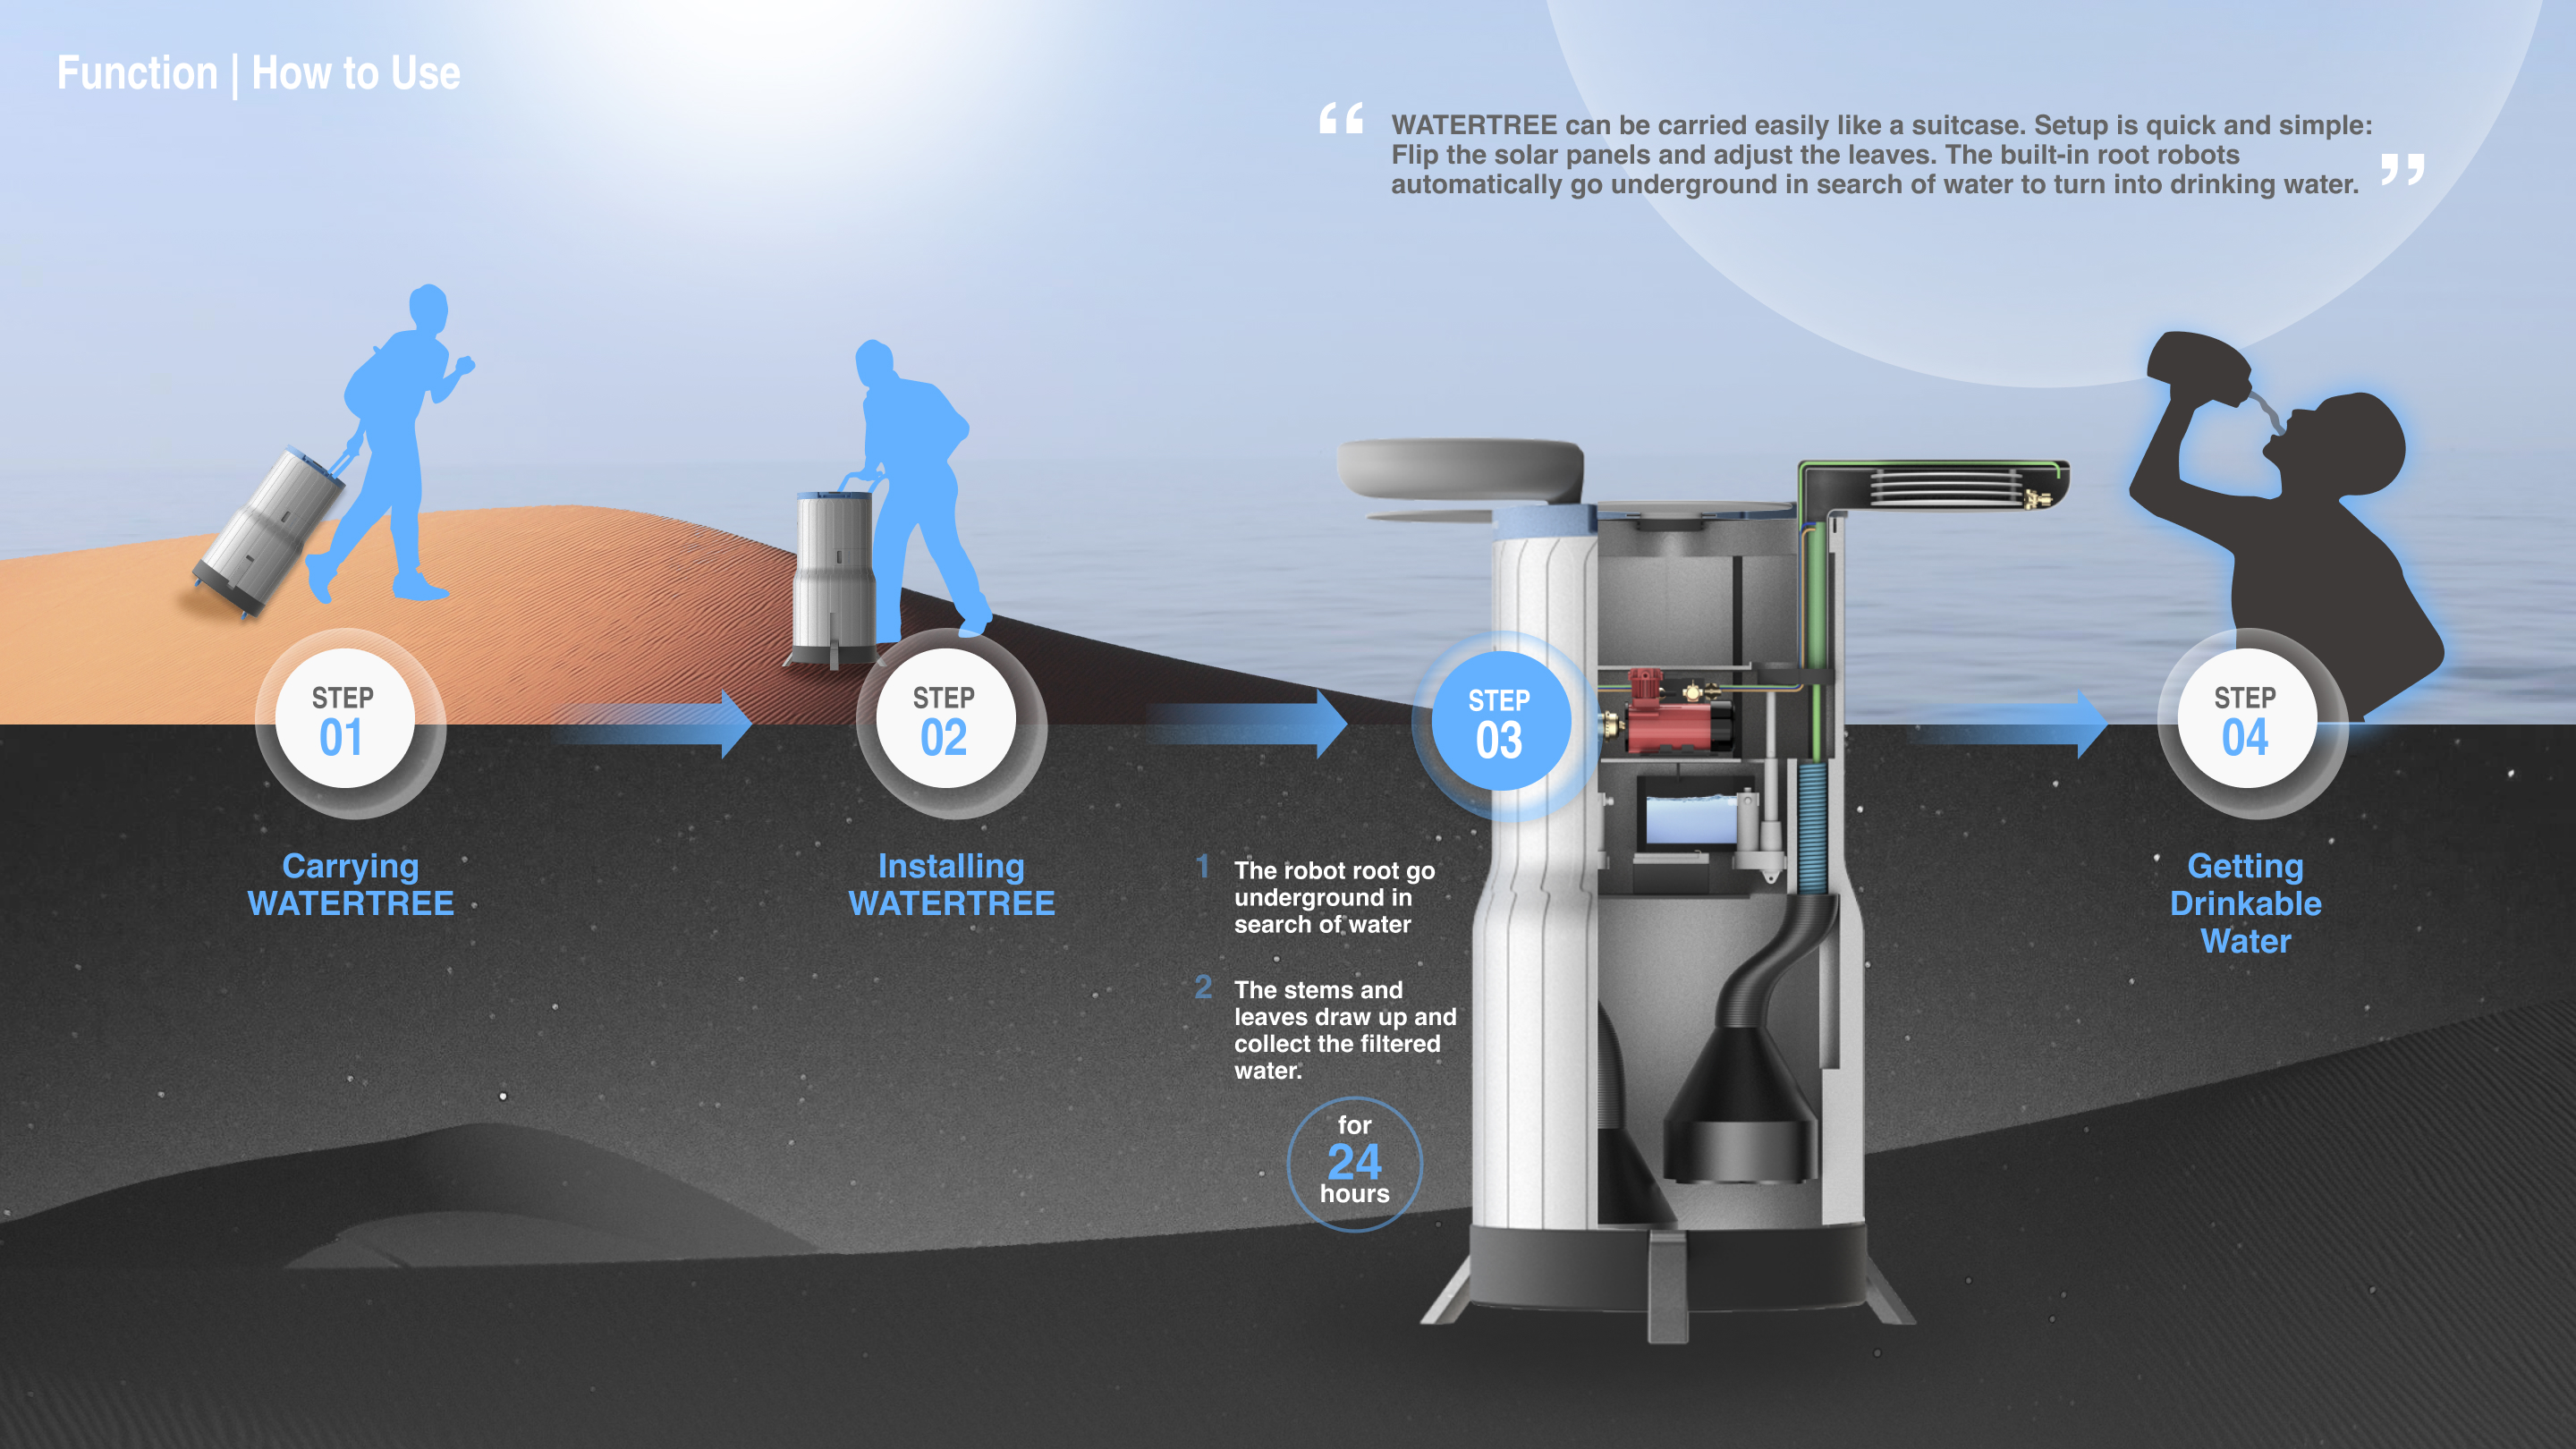 Function | How to Use
“ WATERTREE can be carried easily like a suitcase. Setup is quick and simple:
Flip the solar panels and adjust the leaves. The built-in root robots
automatically go underground in search of water to turn into drinking water. ”
STEP
01
Carrying
WATERTREE
STEP
02
Installing
WATERTREE
STEP
03
1 The robot root go
underground in
search of water
2 The stems and
leaves draw up and
collect the filtered
water.
for
24
hours
STEP
04
Getting
Drinkable
Water